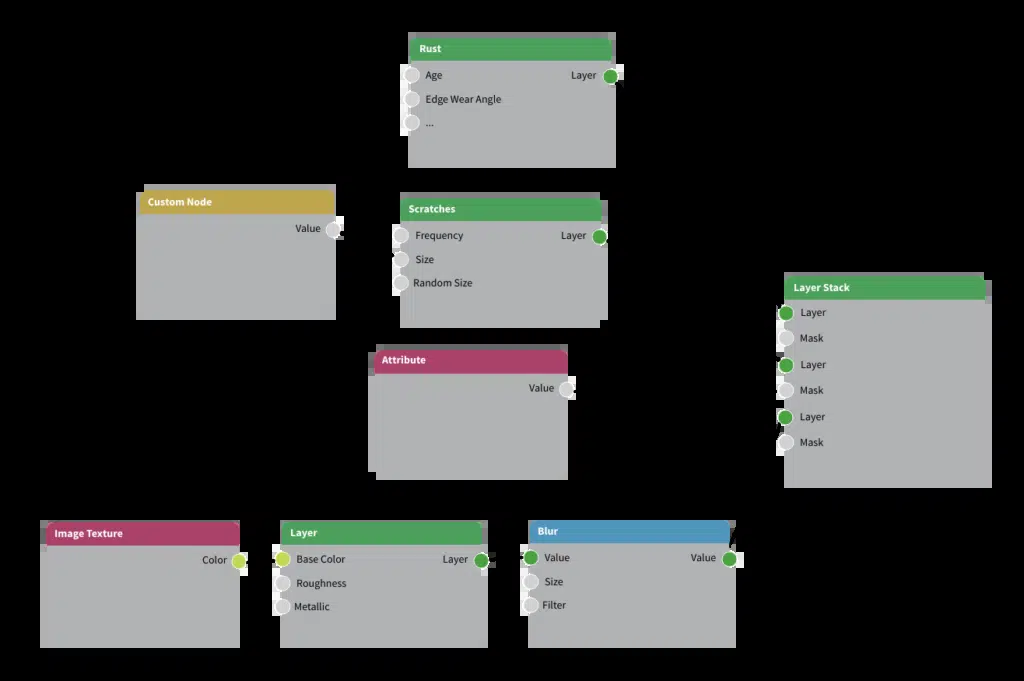 Rust
Age
Layer
Edge Wear Angle
...
Custom Node
Value
Scratches
Frequency
Layer
Size
Random Size
Layer Stack
Layer
Mask
Layer
Mask
Layer
Mask
Attribute
Value
Image Texture
Color
Layer
Base Color
Layer
Roughness
Metallic
Blur
Value
Value
Size
Filter